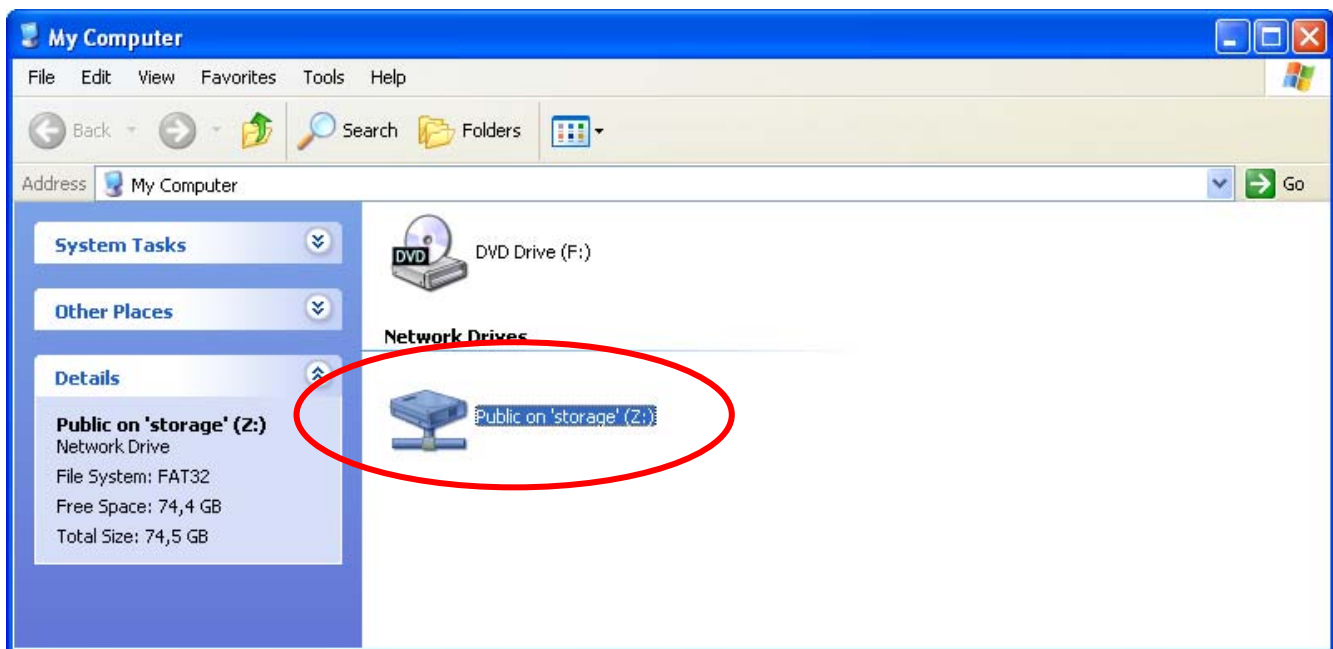 My Computer
File Edit View Favorites Tools Help
Back Search Folders
Address My Computer Go
System Tasks
Other Places
Details
Public on 'storage' (Z:)
Network Drive
File System: FAT32
Free Space: 74,4 GB
Total Size: 74,5 GB
DVD
DVD Drive (F:)
Network Drives
Public on 'storage' (Z:)